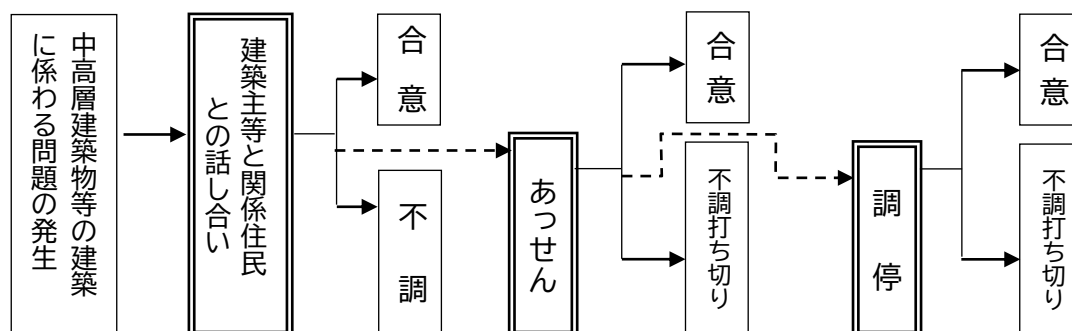 中高層建築物等の建築
に係わる問題の発生
建築主等と関係住民
との話し合い
合意
不調
あっせん
合意
不調打ち切り
調停
合意
不調打ち切り